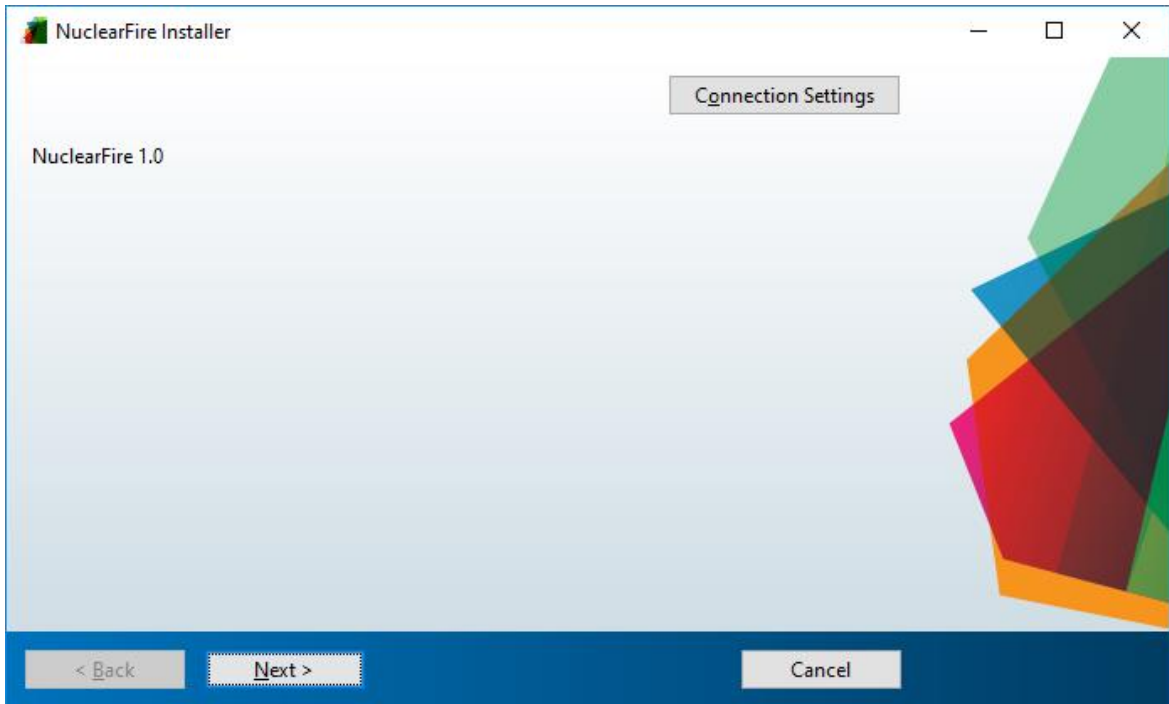 NuclearFire Installer
Connection Settings
NuclearFire 1.0
< Back
Next >
Cancel